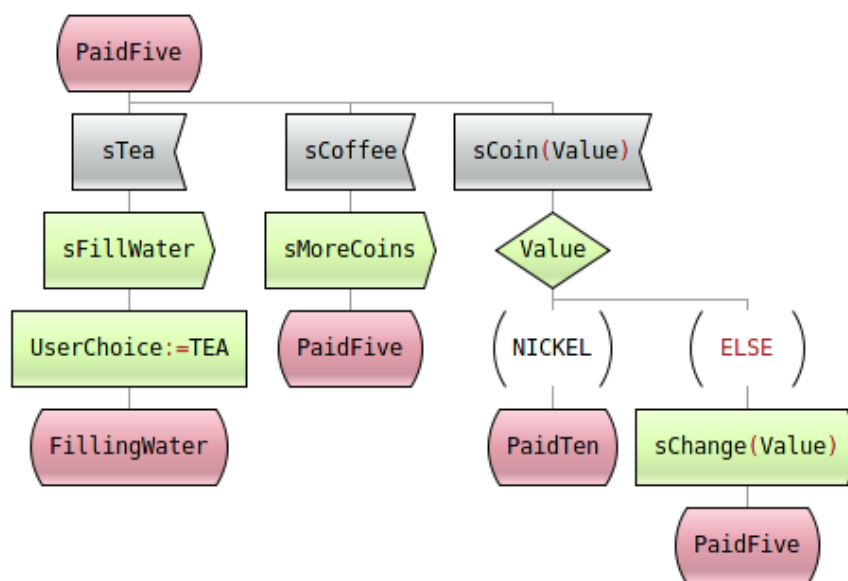 PaidFive
sTea
sCoffee
sCoin(Value)
sFillWater
sMoreCoins
Value
UserChoice:=TEA
PaidFive
NICKEL
ELSE
FillingWater
PaidTen
sChange(Value)
PaidFive